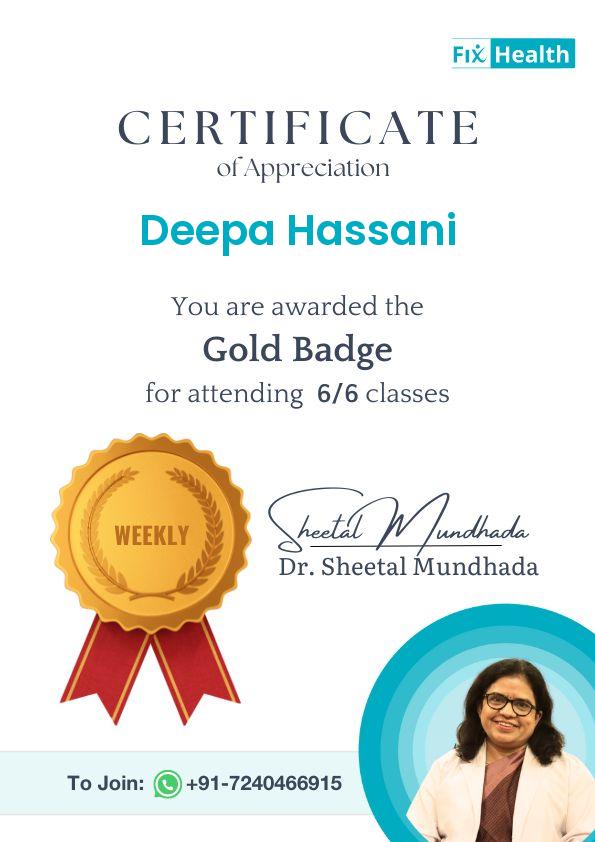 Fix Health
CERTIFICATE
of Appreciation
Deepa Hassani
You are awarded the
Gold Badge
for attending 6/6 classes
WEEKLY
Sheetal Mundhada
Dr. Sheetal Mundhada
To Join: +91-7240466915